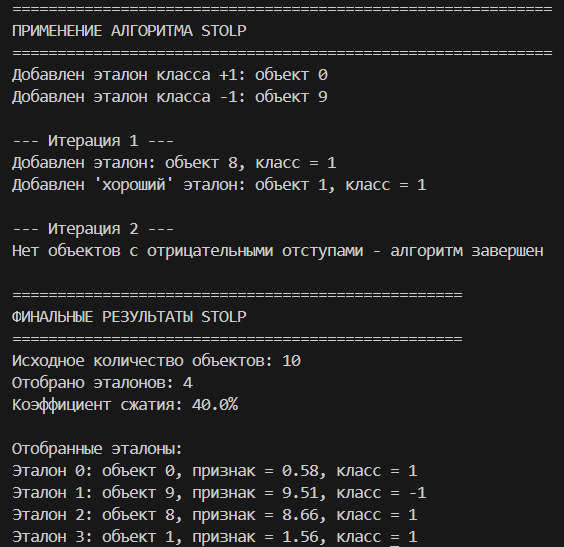 ============================================================
ПРИМЕНЕНИЕ АЛГОРИТМА STOLP
============================================================
Добавлен эталон класса +1: объект 0
Добавлен эталон класса -1: объект 9
--- Итерация 1 ---
Добавлен эталон: объект 8, класс = 1
Добавлен 'хороший' эталон: объект 1, класс = 1
--- Итерация 2 ---
Нет объектов с отрицательными отступами - алгоритм завершен
==================================================
ФИНАЛЬНЫЕ РЕЗУЛЬТАТЫ STOLP
==================================================
Исходное количество объектов: 10
Отобрано эталонов: 4
Коэффициент сжатия: 40.0%
Отобранные эталоны:
Эталон 0: объект 0, признак = 0.58, класс = 1
Эталон 1: объект 9, признак = 9.51, класс = -1
Эталон 2: объект 8, признак = 8.66, класс = 1
Эталон 3: объект 1, признак = 1.56, класс = 1